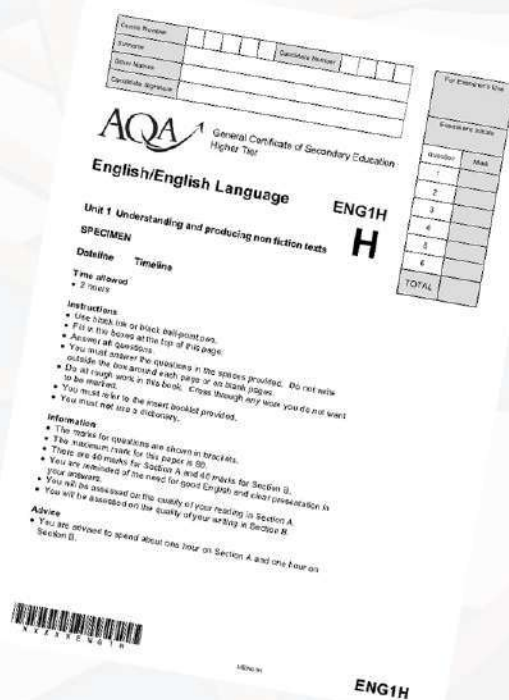 Centre Number
Candidate Number
Surname
Other Names
Candidate Signature
For Examiner's Use
Examiner's Initials
Question Mark
1
2
3
4
5
6
TOTAL
AQA
General Certificate of Secondary Education
Higher Tier
English/English Language
ENG1H
Unit 1 Understanding and producing non fiction texts
H
SPECIMEN
Dateline Timeline
Time allowed
• 2 hours
Instructions
• Use black ink or black ball-point pen.
• Fill in the boxes at the top of this page.
• Answer all questions.
• You must answer the questions in the spaces provided. Do not write
outside the box around each page or on blank pages.
• Do all rough work in this book. Cross through any work you do not want
to be marked.
• You must refer to the insert booklet provided.
• You must not use a dictionary.
Information
• The marks for questions are shown in brackets.
• The maximum mark for this paper is 80.
• There are 40 marks for Section A and 40 marks for Section B.
• You are reminded of the need for good English and clear presentation in
your answers.
• You will be assessed on the quality of your reading in Section A.
• You will be assessed on the quality of your writing in Section B.
Advice
• You are advised to spend about one hour on Section A and one hour on
Section B.
ENG1H